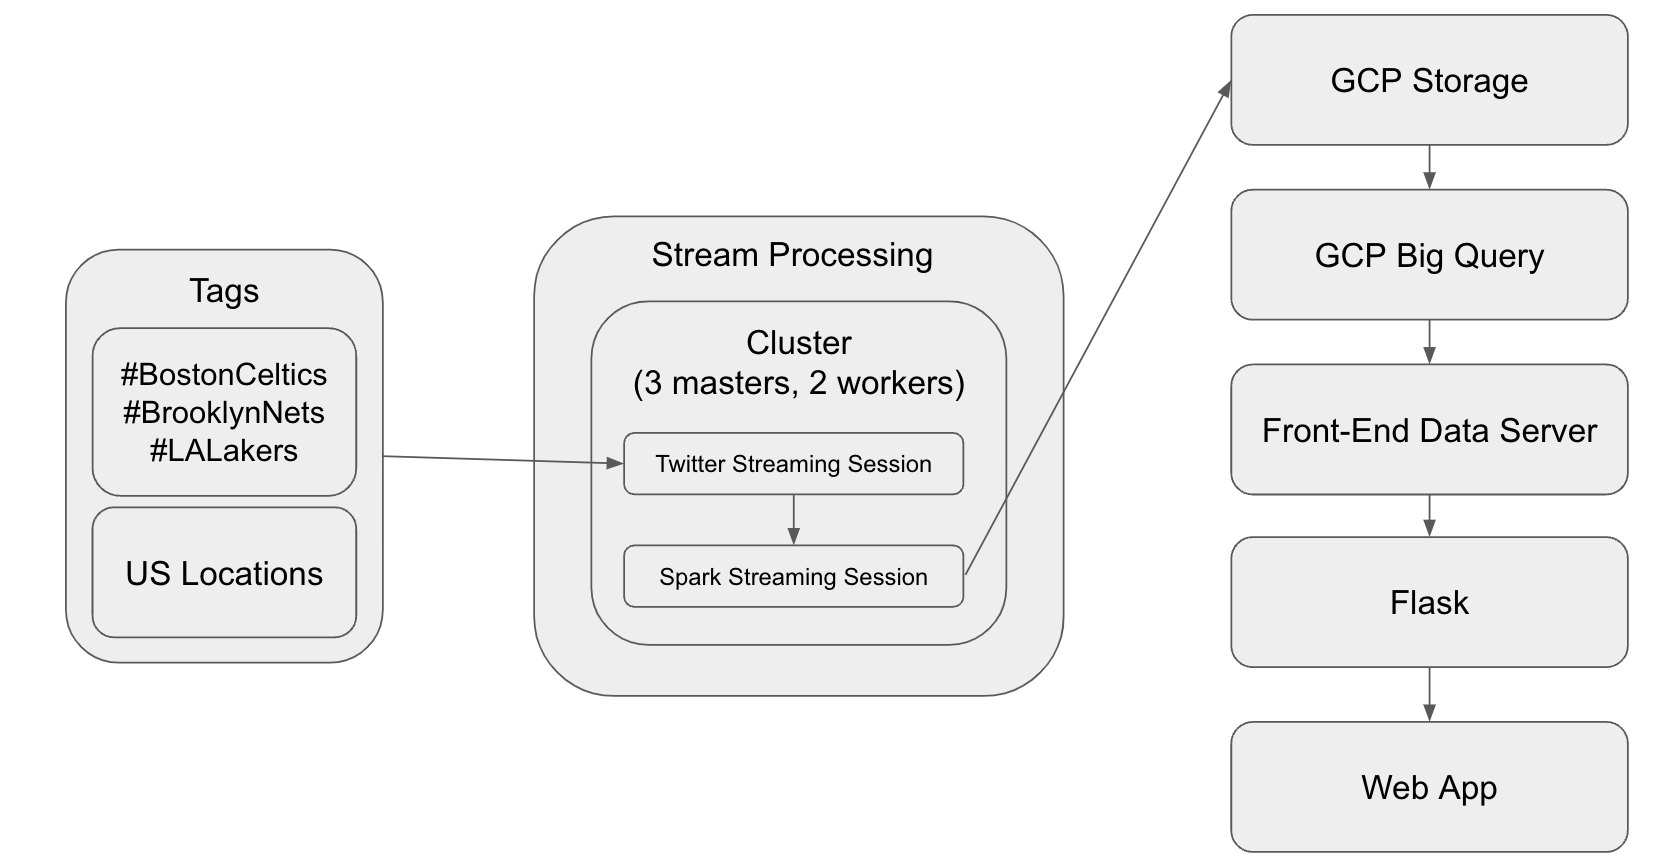 Tags
#BostonCeltics
#BrooklynNets
#LALakers
US Locations
Stream Processing
Cluster
(3 masters, 2 workers)
Twitter Streaming Session
Spark Streaming Session
GCP Storage
GCP Big Query
Front-End Data Server
Flask
Web App